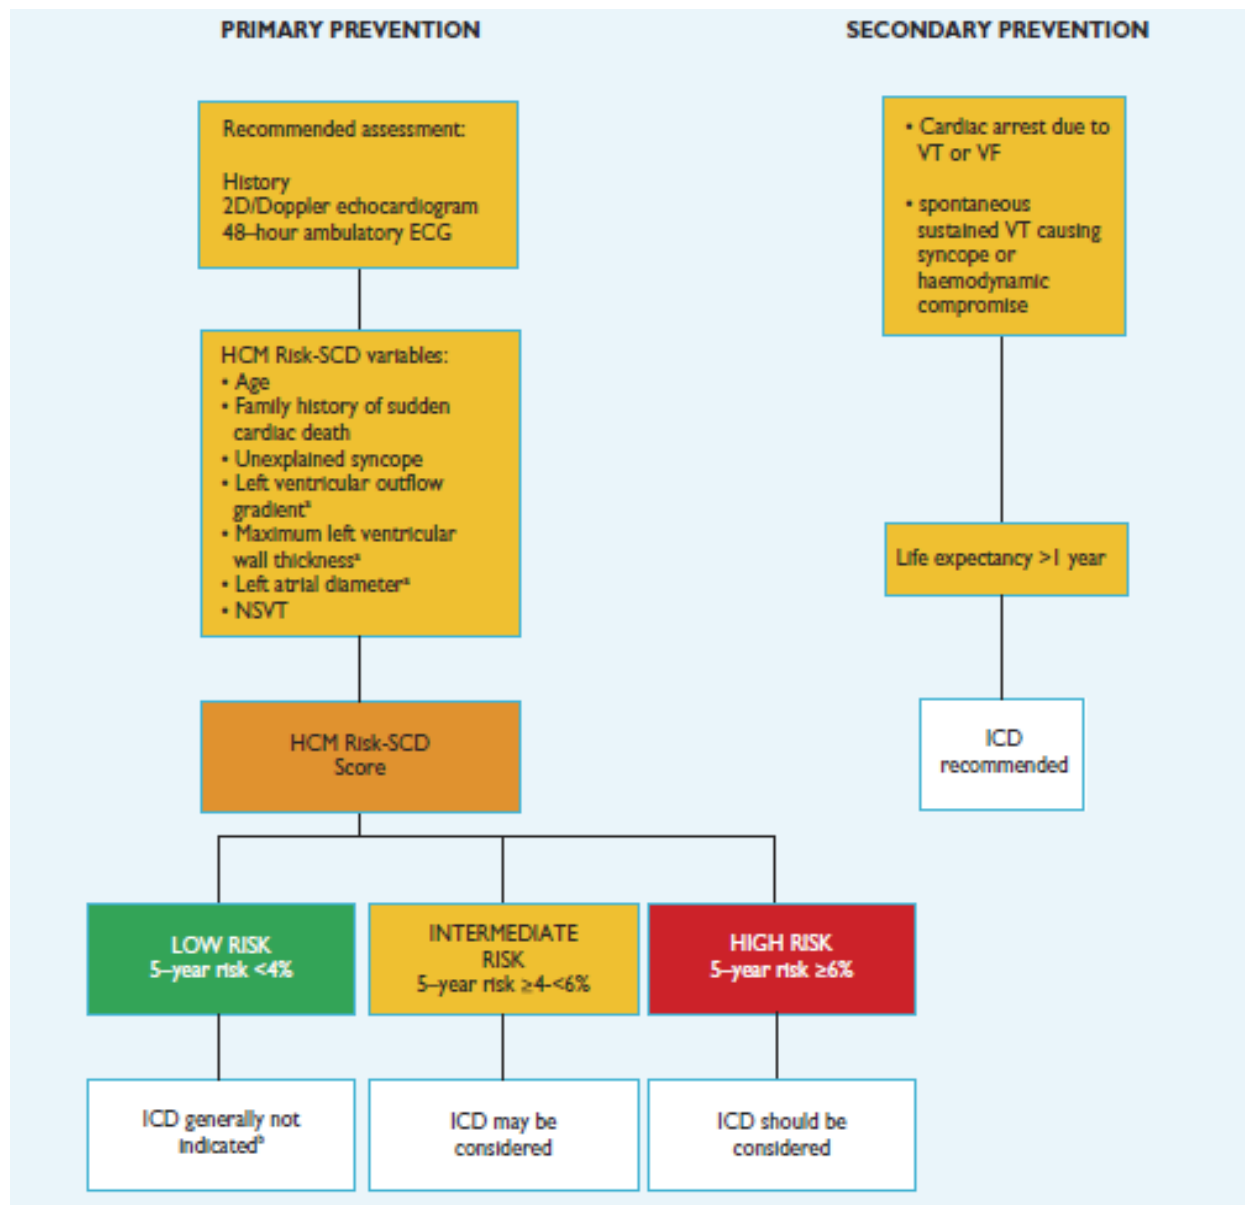 PRIMARY PREVENTION
Recommended assessment:
History
2D/Doppler echocardiogram
48–hour ambulatory ECG
HCM Risk-SCD variables:
• Age
• Family history of sudden
cardiac death
• Unexplained syncope
• Left ventricular outflow
gradientᵃ
• Maximum left ventricular
wall thicknessᵃ
• Left atrial diameterᵃ
• NSVT
HCM Risk-SCD
Score
LOW RISK
5–year risk <4%
INTERMEDIATE
RISK
5–year risk ≥4-<6%
HIGH RISK
5–year risk ≥6%
ICD generally not
indicatedᵇ
ICD may be
considered
ICD should be
considered
SECONDARY PREVENTION
• Cardiac arrest due to
VT or VF
• spontaneous
sustained VT causing
syncope or
haemodynamic
compromise
Life expectancy >1 year
ICD
recommended